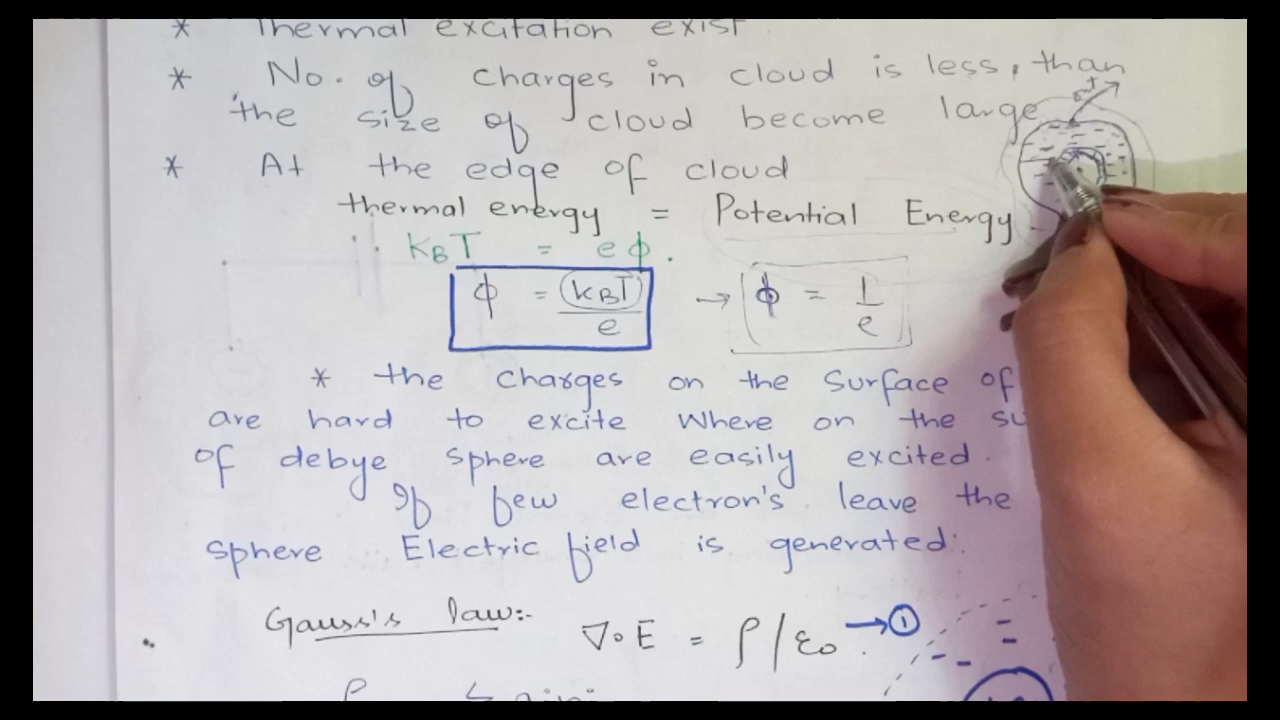 * Thermal excitation exist
* No. of charges in cloud is less, than
the size of cloud become large
* At the edge of cloud
thermal energy = Potential Energy
KBT = eϕ.
ϕ = KBT/e → ϕ = 1/e
* the charges on the surface of
are hard to excite where on the su
of debye sphere are easily excited.
If few electron's leave the
sphere Electric field is generated:
Gauss's law:-
∇∘E = ρ/ε₀ → ①